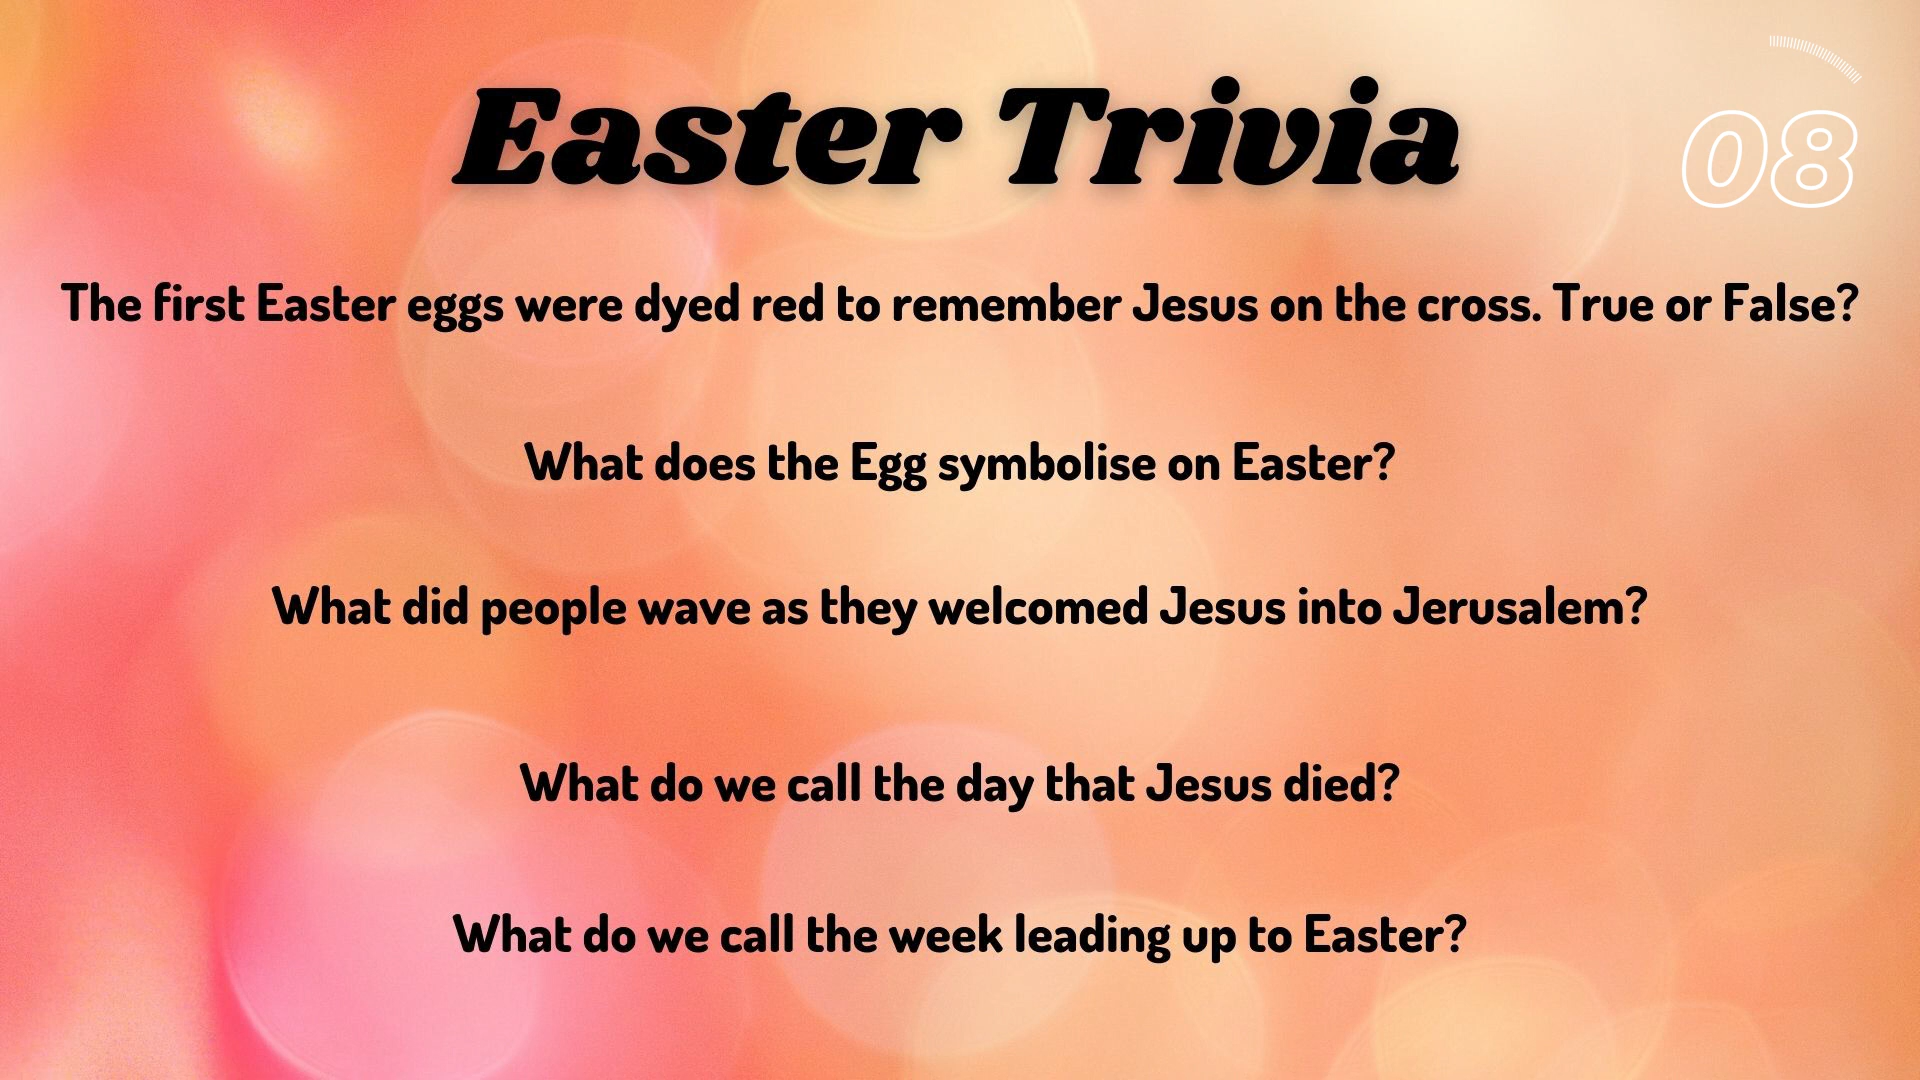 Easter Trivia
08
The first Easter eggs were dyed red to remember Jesus on the cross. True or False?
What does the Egg symbolise on Easter?
What did people wave as they welcomed Jesus into Jerusalem?
What do we call the day that Jesus died?
What do we call the week leading up to Easter?